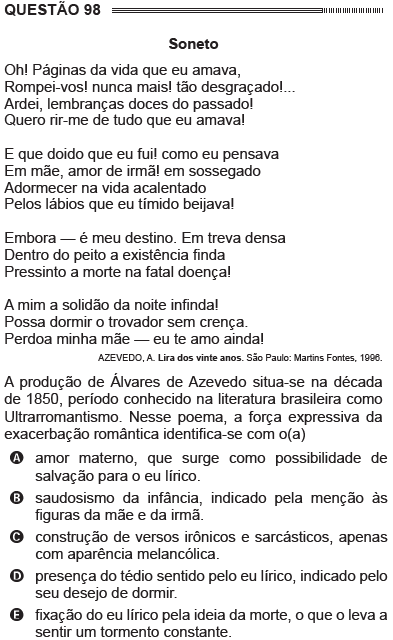 QUESTÃO 98
Soneto
Oh! Páginas da vida que eu amava,
Rompei-vos! nunca mais! tão desgraçado!...
Ardei, lembranças doces do passado!
Quero rir-me de tudo que eu amava!
E que doido que eu fui! como eu pensava
Em mãe, amor de irmã! em sossegado
Adormecer na vida acalentado
Pelos lábios que eu tímido beijava!
Embora — é meu destino. Em treva densa
Dentro do peito a existência finda
Pressinto a morte na fatal doença!
A mim a solidão da noite infinda!
Possa dormir o trovador sem crença.
Perdoa minha mãe — eu te amo ainda!
AZEVEDO, A. Lira dos vinte anos. São Paulo: Martins Fontes, 1996.
A produção de Álvares de Azevedo situa-se na década
de 1850, período conhecido na literatura brasileira como
Ultrarromantismo. Nesse poema, a força expressiva da
exacerbação romântica identifica-se com o(a)
A amor materno, que surge como possibilidade de
salvação para o eu lírico.
B saudosismo da infância, indicado pela menção às
figuras da mãe e da irmã.
C construção de versos irônicos e sarcásticos, apenas
com aparência melancólica.
D presença do tédio sentido pelo eu lírico, indicado pelo
seu desejo de dormir.
E fixação do eu lírico pela ideia da morte, o que o leva a
sentir um tormento constante.